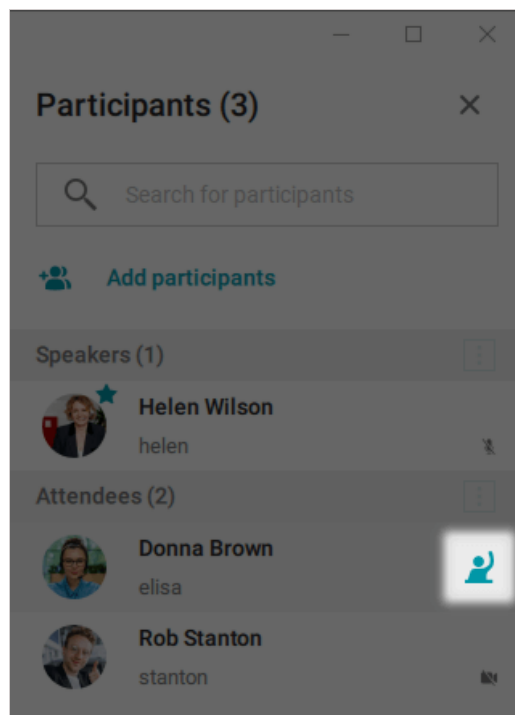 Participants (3)
Search for participants
Add participants
Speakers (1)
Helen Wilson
helen
Attendees (2)
Donna Brown
elisa
Rob Stanton
stanton